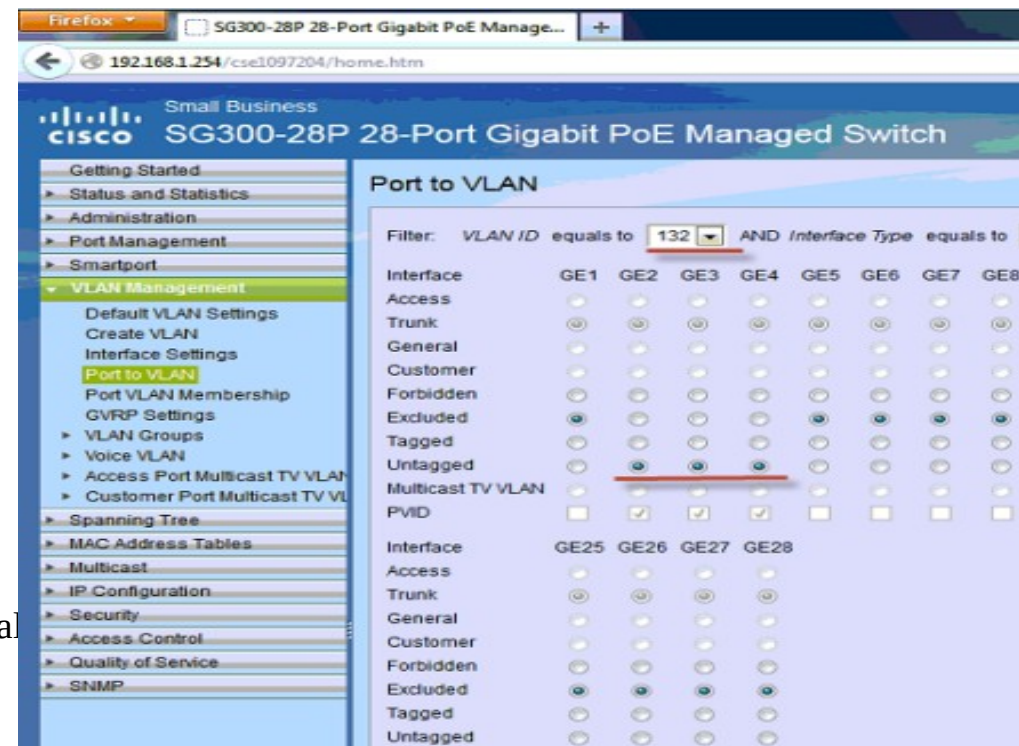 Firefox
SG300-28P 28-Port Gigabit PoE Manage... +
192.168.1.254/cse1097204/home.htm
Small Business
cisco SG300-28P 28-Port Gigabit PoE Managed Switch
Getting Started
Status and Statistics
Administration
Port Management
Smartport
VLAN Management
Default VLAN Settings
Create VLAN
Interface Settings
Port to VLAN
Port VLAN Membership
GVRP Settings
VLAN Groups
Voice VLAN
Access Port Multicast TV VLAN
Customer Port Multicast TV VL
Spanning Tree
MAC Address Tables
Multicast
IP Configuration
Security
Access Control
Quality of Service
SNMP
al
Port to VLAN
Filter: VLAN ID equals to 132 AND Interface Type equals to
Interface GE1 GE2 GE3 GE4 GE5 GE6 GE7 GE8
Access
Trunk
General
Customer
Forbidden
Excluded
Tagged
Untagged
Multicast TV VLAN
PVID
Interface GE25 GE26 GE27 GE28
Access
Trunk
General
Customer
Forbidden
Excluded
Tagged
Untagged